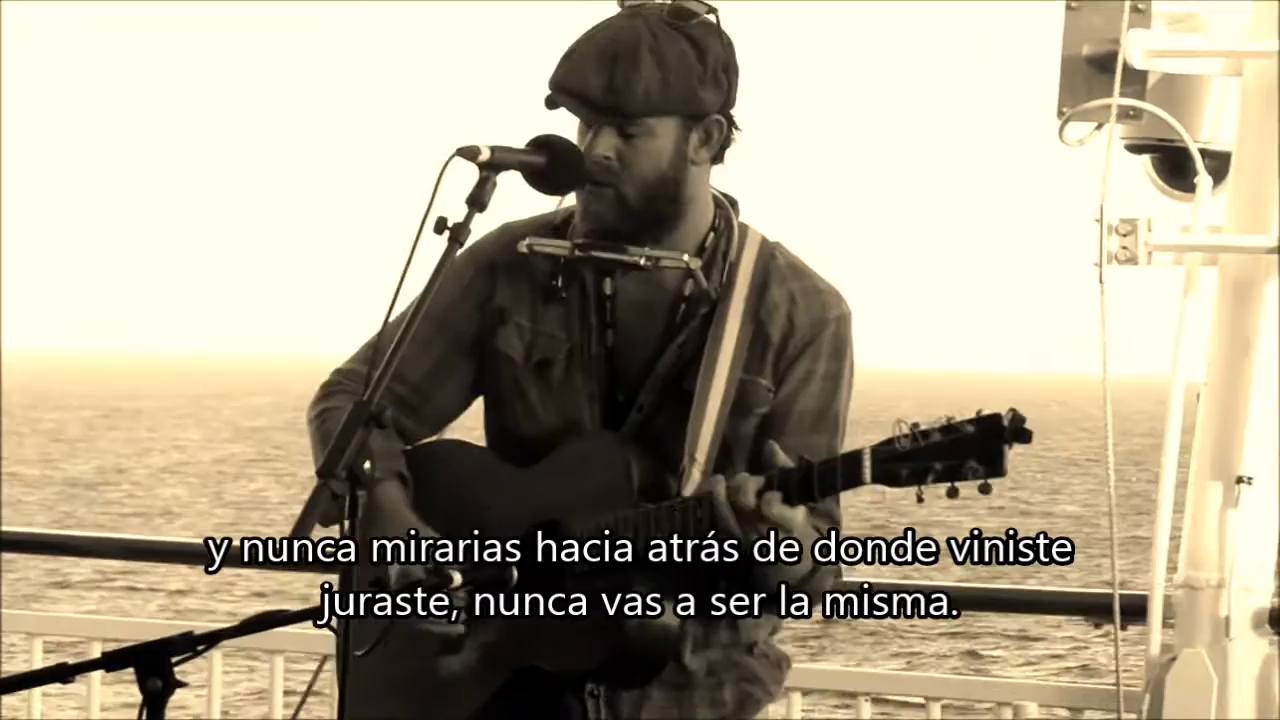 y nunca mirarias hacia atrás de donde viniste
juraste, nunca vas a ser la misma.